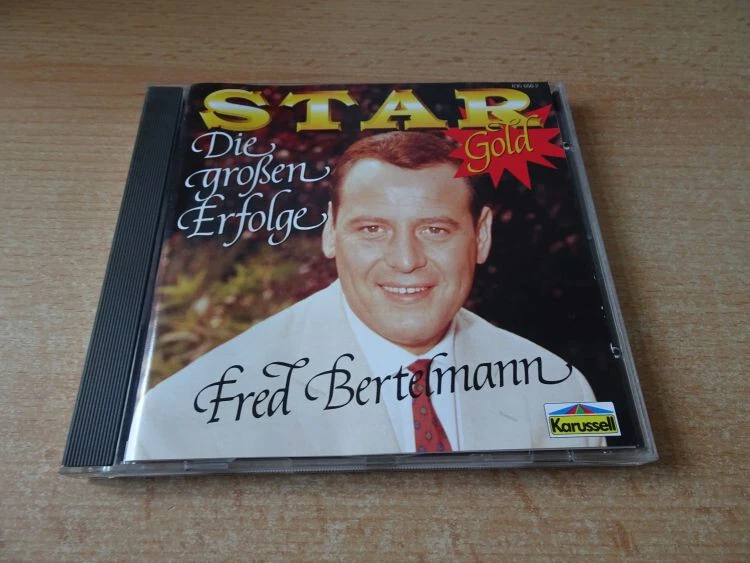 STAR
Gold
Die
großen
Erfolge
Fred Bertelmann
Karussell